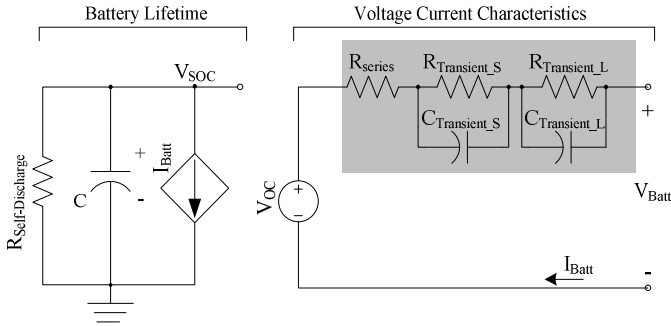 Battery Lifetime
Voltage Current Characteristics
V_SOC
R_Self-Discharge
C
+
-
I_Batt
R_series
R_Transient_S
R_Transient_L
C_Transient_S
C_Transient_L
V_OC
+
−
+
V_Batt
-
I_Batt